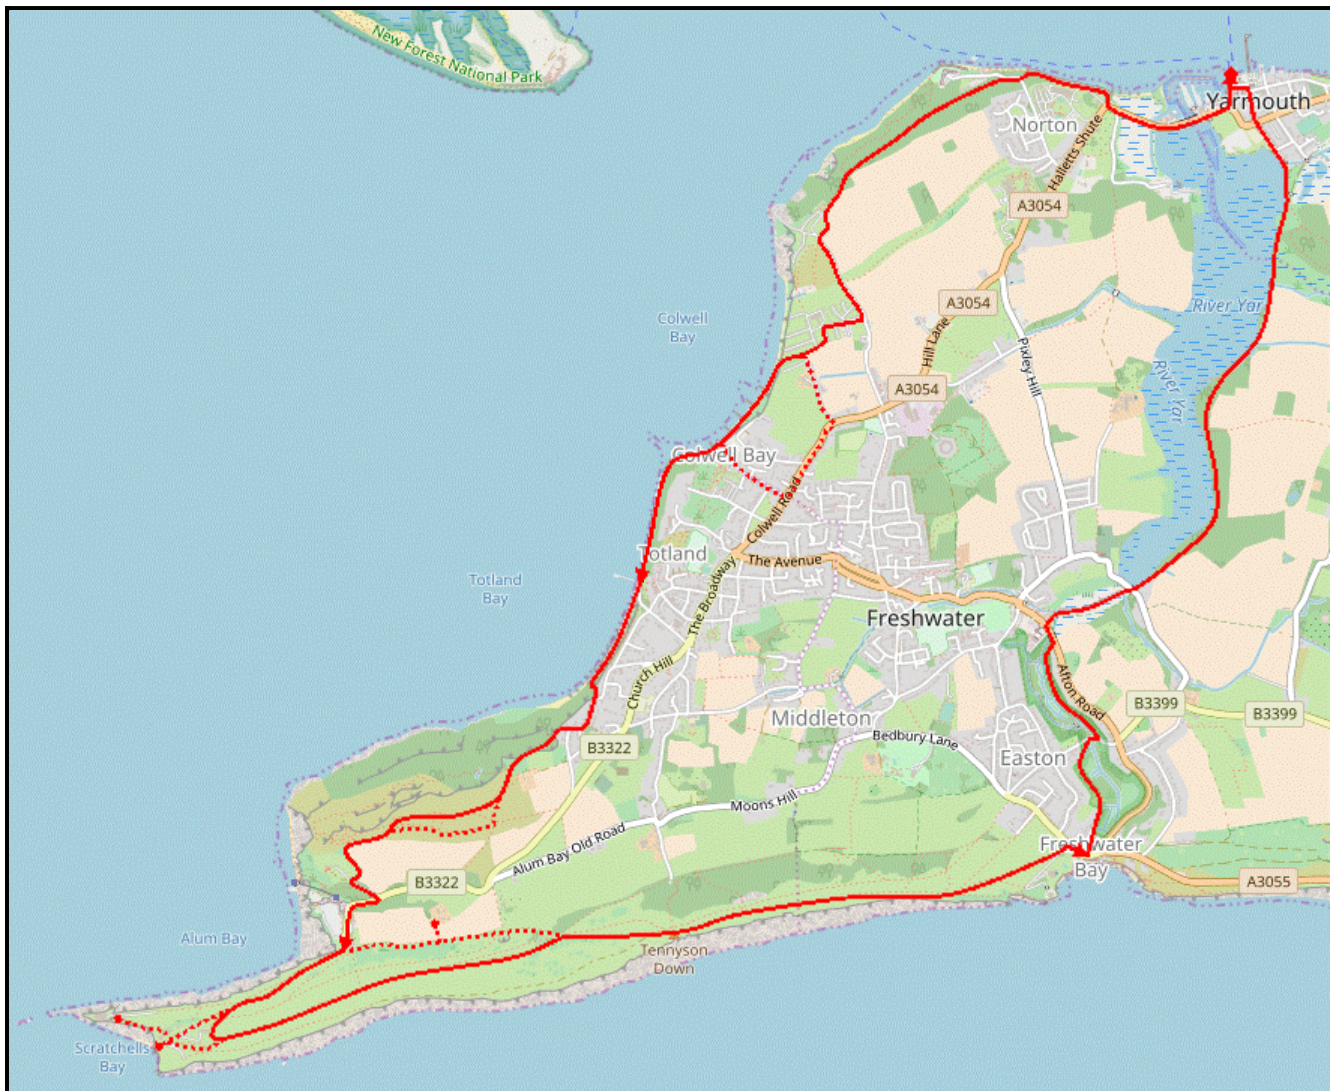 New Forest National Park
Yarmouth
Norton
Halletts Shute
A3054
A3054
River Yar
Colwell
Bay
Hill Lane
Pixley Hill
A3054
River Yar
Colwell Bay
Colwell Road
Totland
The Avenue
Totland
Bay
The Broadway
Freshwater
Church Hill
Afton Road
B3399
B3399
Middleton
B3322
Bedbury Lane
Easton
Moons Hill
Alum Bay Old Road
Freshwater
Bay
B3322
A3055
Alum Bay
Tennyson
Down
Scratchells
Bay